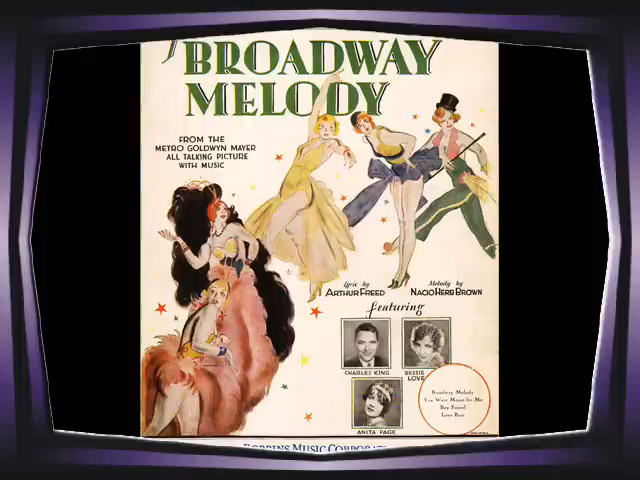 BROADWAY
MELODY
FROM THE
METRO GOLDWYN MAYER
ALL TALKING PICTURE
WITH MUSIC
Lyric by
ARTHUR FREED
Melody by
NACIO HERB BROWN
featuring
CHARLES KING
BESSIE
LOVE
ANITA PAGE
Broadway Melody
You Were Meant for Me
Boy Friend
Love Boat
ROBBINS MUSIC